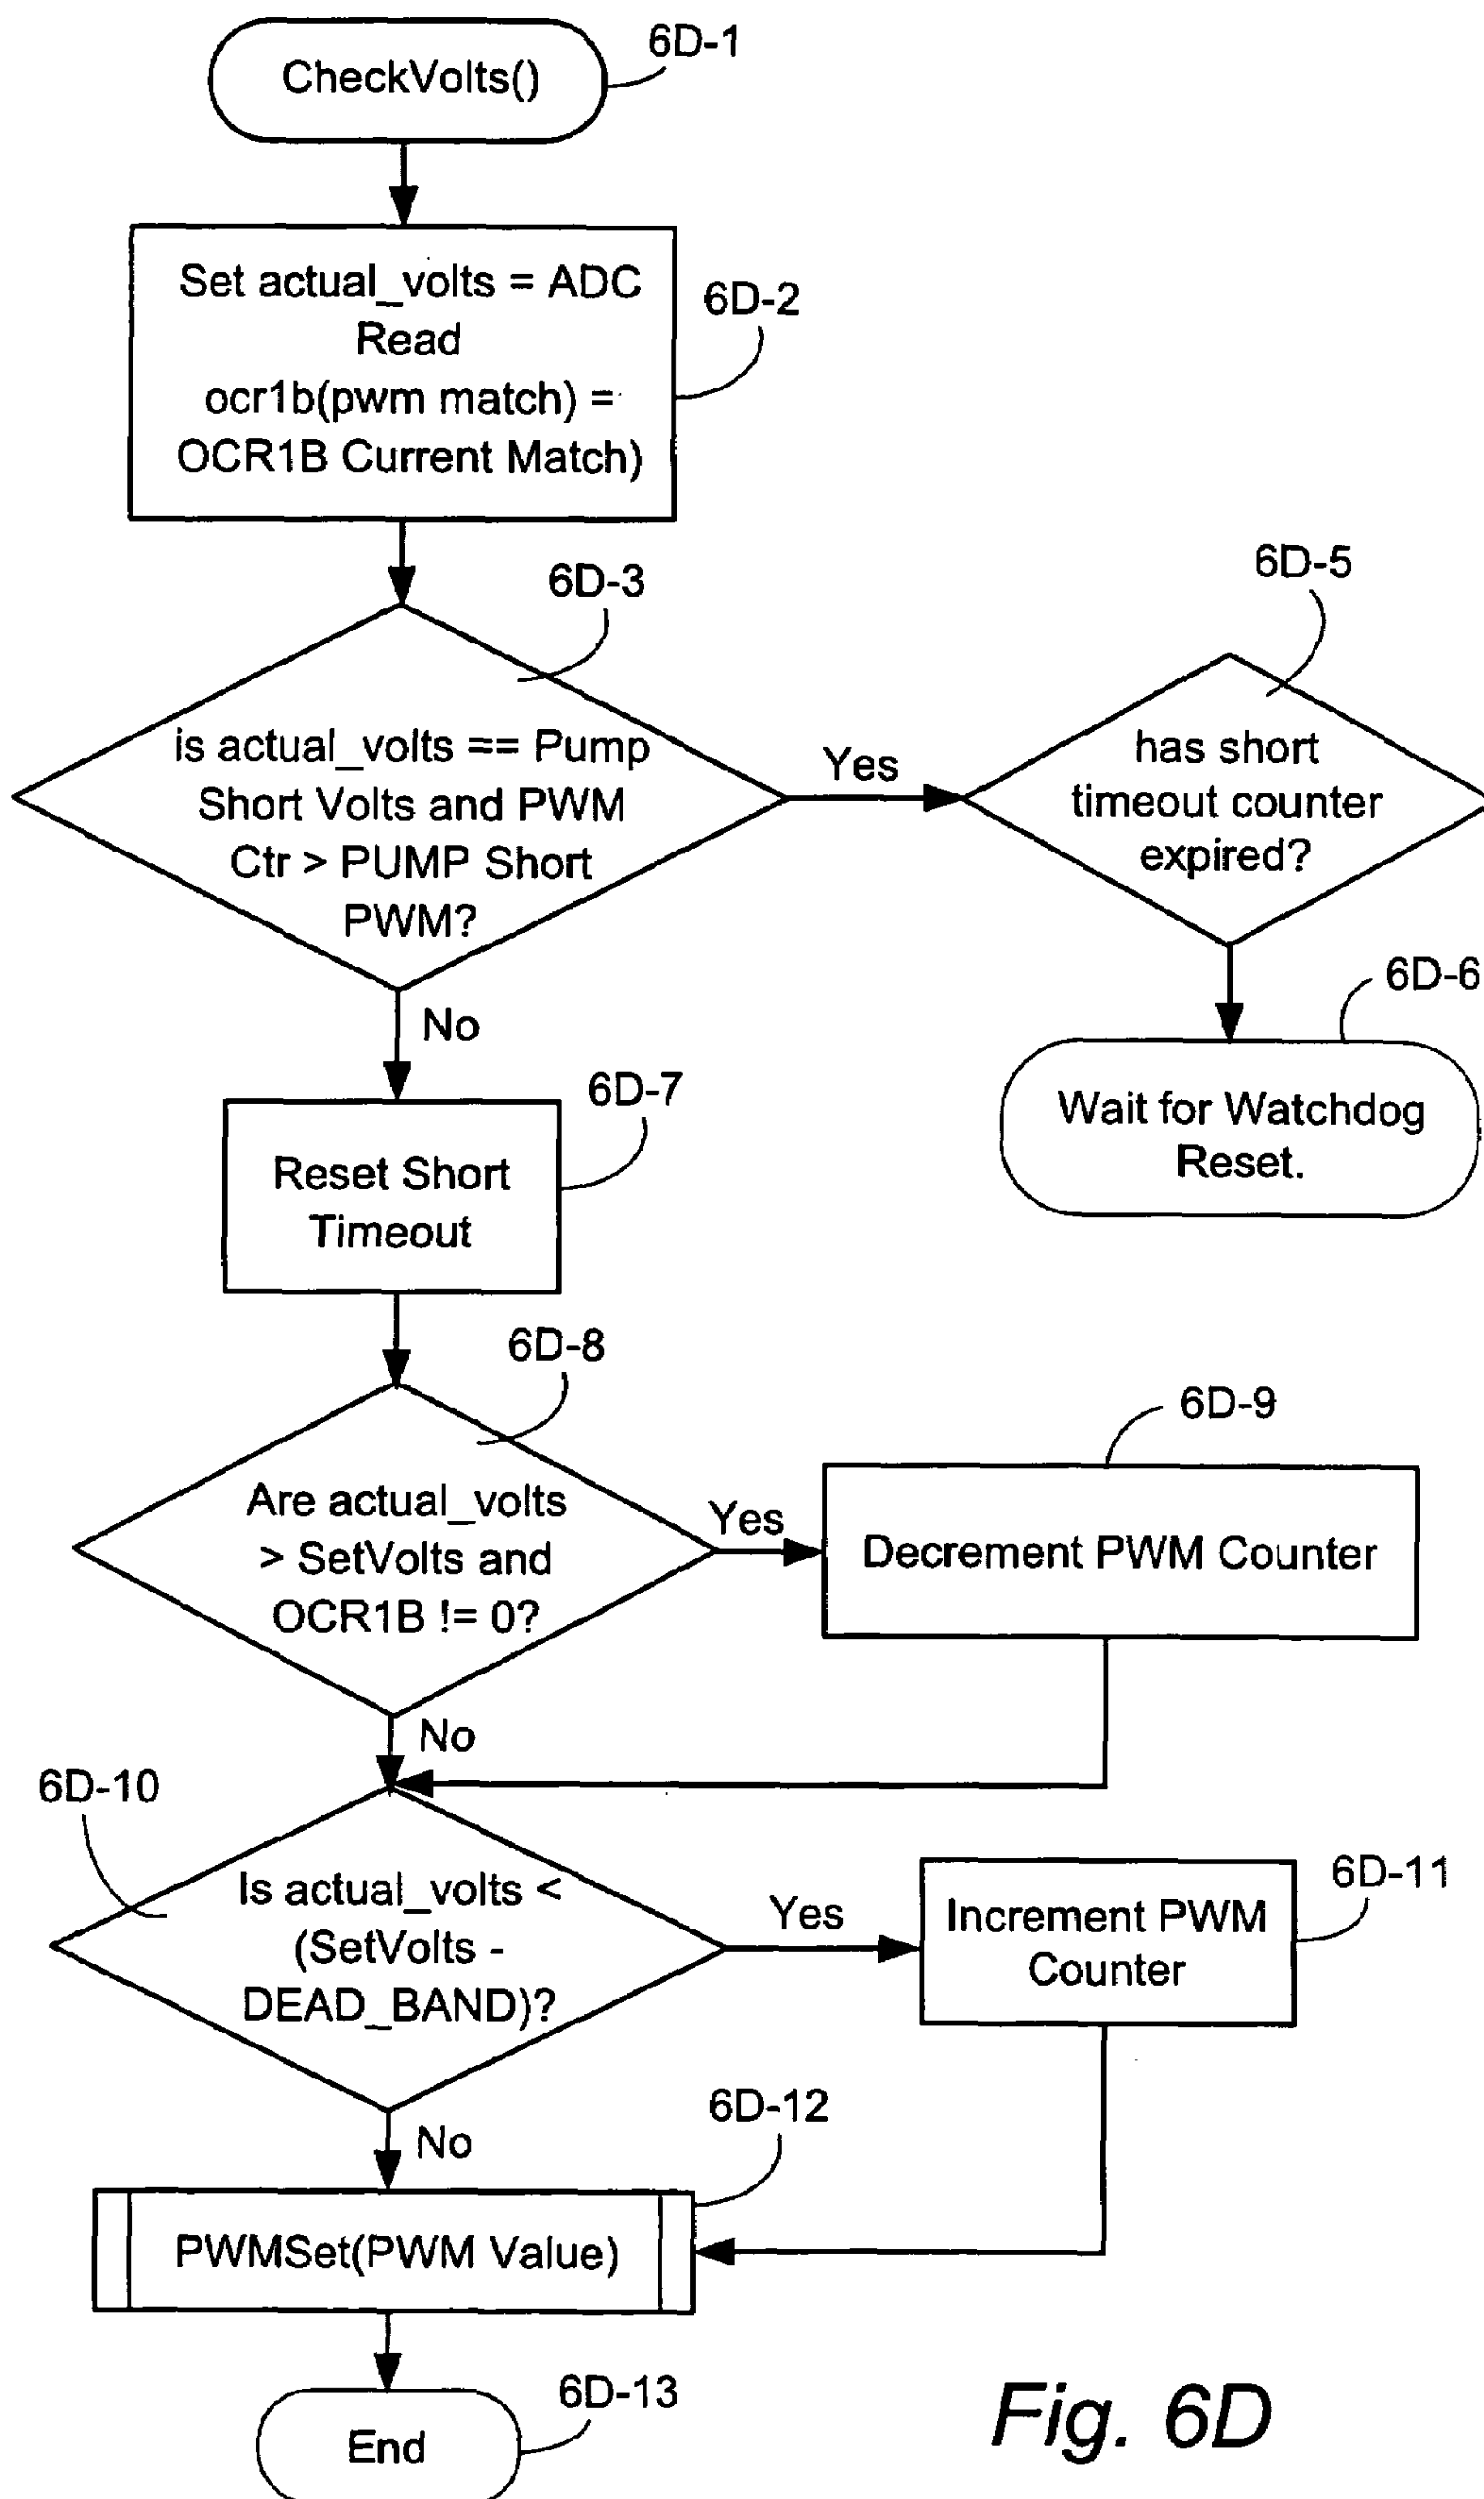 CheckVolts()
6D-1
Set actual_volts = ADC
Read
ocr1b(pwm match) =
OCR1B Current Match)
6D-2
6D-3
is actual_volts == Pump
Short Volts and PWM
Ctr > PUMP Short
PWM?
Yes
No
6D-5
has short
timeout counter
expired?
6D-6
Wait for Watchdog
Reset.
6D-7
Reset Short
Timeout
6D-8
Are actual_volts
> SetVolts and
OCR1B != 0?
Yes
No
6D-9
Decrement PWM Counter
6D-10
Is actual_volts <
(SetVolts -
DEAD_BAND)?
Yes
No
6D-11
Increment PWM
Counter
6D-12
PWMSet(PWM Value)
6D-13
End
Fig. 6D